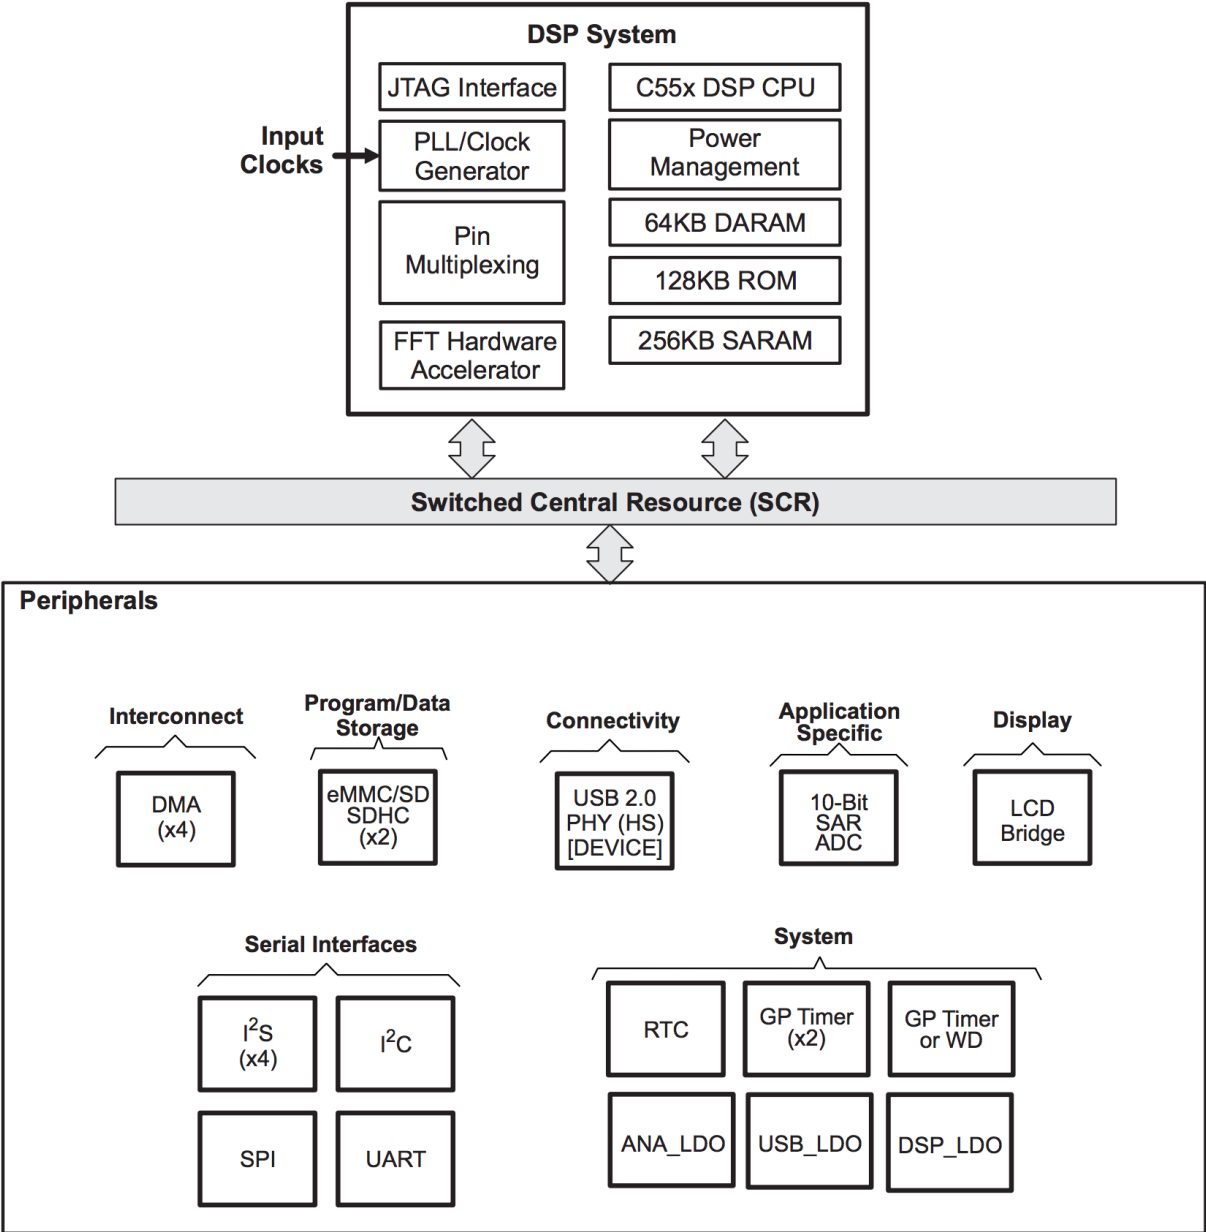 DSP System
JTAG Interface
C55x DSP CPU
Input
Clocks
PLL/Clock
Generator
Power
Management
Pin
Multiplexing
64KB DARAM
128KB ROM
FFT Hardware
Accelerator
256KB SARAM
Switched Central Resource (SCR)
Peripherals
Interconnect
DMA
(x4)
Program/Data
Storage
eMMC/SD
SDHC
(x2)
Connectivity
USB 2.0
PHY (HS)
[DEVICE]
Application
Specific
10-Bit
SAR
ADC
Display
LCD
Bridge
Serial Interfaces
I²S
(x4)
I²C
SPI
UART
System
RTC
GP Timer
(x2)
GP Timer
or WD
ANA_LDO
USB_LDO
DSP_LDO